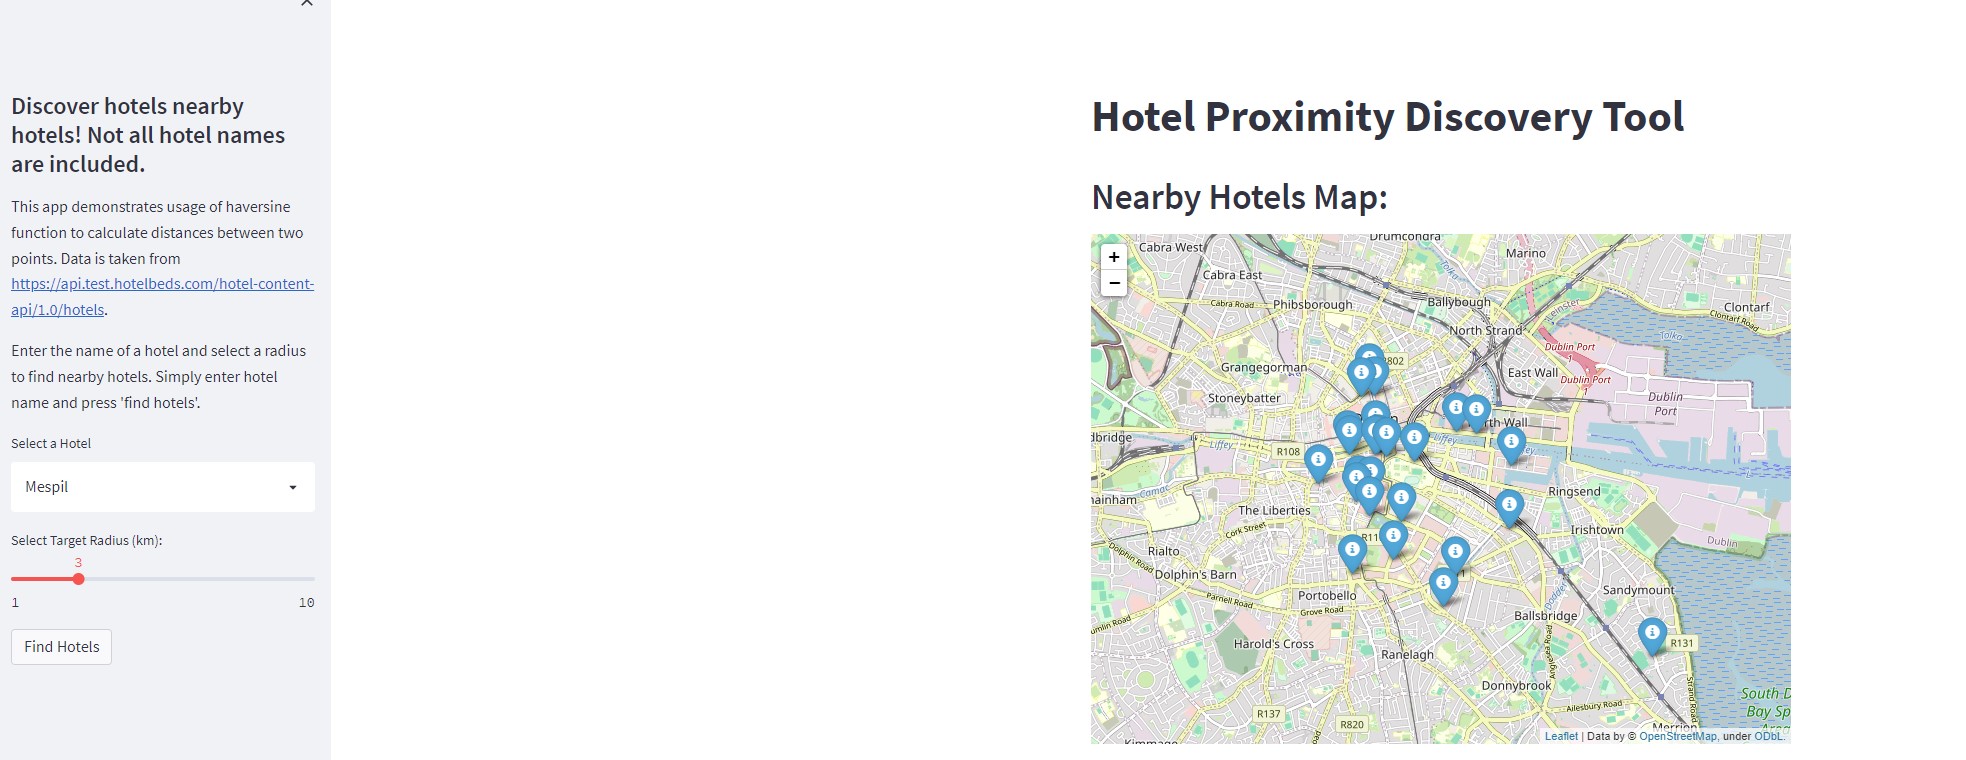 Discover hotels nearby
hotels! Not all hotel names
are included.
This app demonstrates usage of haversine
function to calculate distances between two
points. Data is taken from
https://api.test.hotelbeds.com/hotel-content-
api/1.0/hotels.
Enter the name of a hotel and select a radius
to find nearby hotels. Simply enter hotel
name and press 'find hotels'.
Select a Hotel
Mespil
Select Target Radius (km):
3
1
10
Find Hotels
Hotel Proximity Discovery Tool
Nearby Hotels Map:
+
−
Drumcondra
Cabra West
Marino
Cabra East
Tolka
Cabra Road
Phibsborough
Ballybough
Leinster
Clontarf
Clontarf Road
North Strand
Tolka
Dublin Port
1
R802
Grangegorman
East Wall
Dublin Port
1
Stoneybatter
Dublin
Port
rth Wall
dbridge
Liffey
Liffey
R108
Camac
Ringsend
ainham
The Liberties
Cork Street
Irishtown
R11
Dublin
Rialto
Dolphin Road
Dolphin's Barn
Dodder
Sandymount
Portobello
Parnell Road
Grove Road
Ballsbridge
umlin Road
Harold's Cross
R131
Ranelagh
Anglesea Road
Donnybrook
South D
Bay Sp
Area
Strand Road
Ailesbury Road
R137
R820
Merrion
Kimmage
Leaflet | Data by © OpenStreetMap, under ODbL.